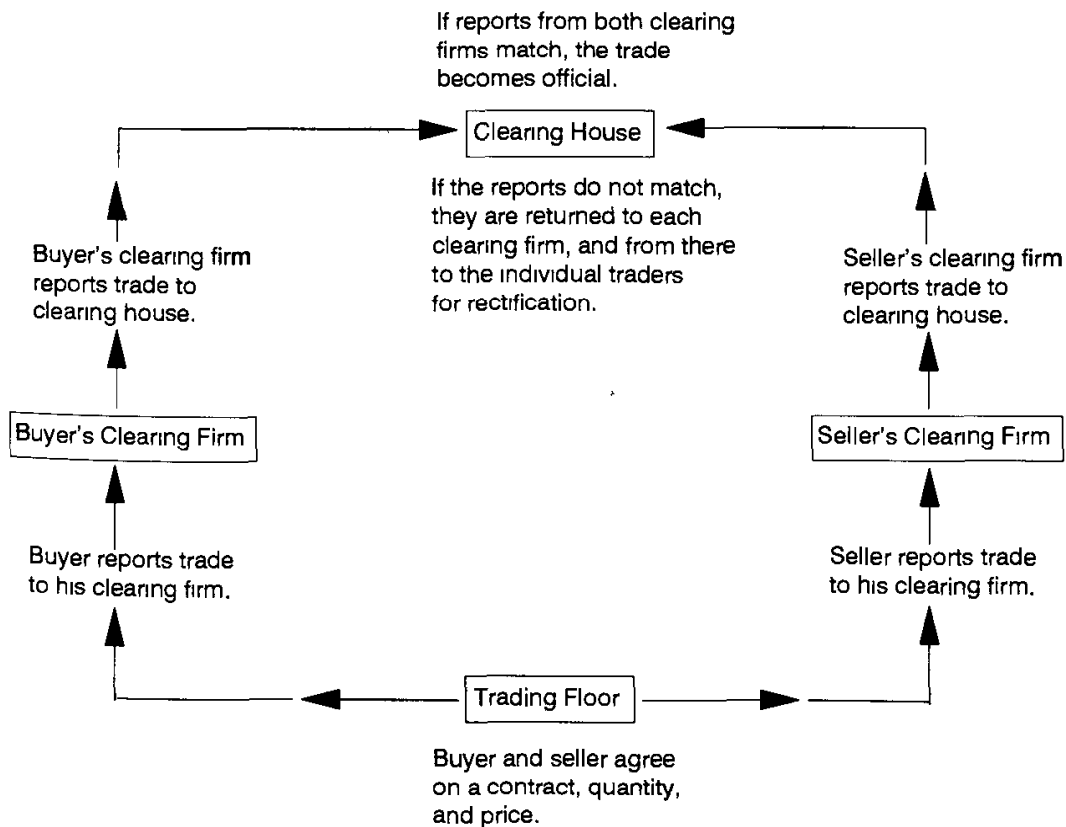 If reports from both clearing
firms match, the trade
becomes official.
Clearing House
If the reports do not match,
they are returned to each
clearing firm, and from there
to the individual traders
for rectification.
Buyer's clearing firm
reports trade to
clearing house.
Seller's clearing firm
reports trade to
clearing house.
Buyer's Clearing Firm
Seller's Clearing Firm
Buyer reports trade
to his clearing firm.
Seller reports trade
to his clearing firm.
Trading Floor
Buyer and seller agree
on a contract, quantity,
and price.